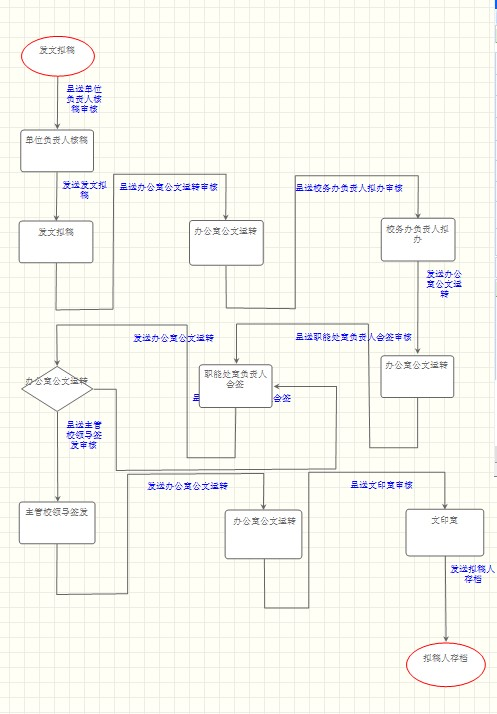 发文拟稿
呈送单位
负责人核
稿审核
单位负责人核稿
发送发文拟
稿
发文拟稿
呈送办公室公文运转审核
办公室公文运转
呈送校务办负责人拟办审核
校务办负责人拟
办
发送办公
室公文运
转
办公室公文运转
呈送职能处室负责人会签审核
职能处室负责人
会签
呈
会签
发送办公室公文运转
办公室公文运转
呈送主管
校领导签
发审核
主管校领导签发
发送办公室公文运转
办公室公文运转
呈送文印室审核
文印室
发送拟稿人
存档
拟稿人存档